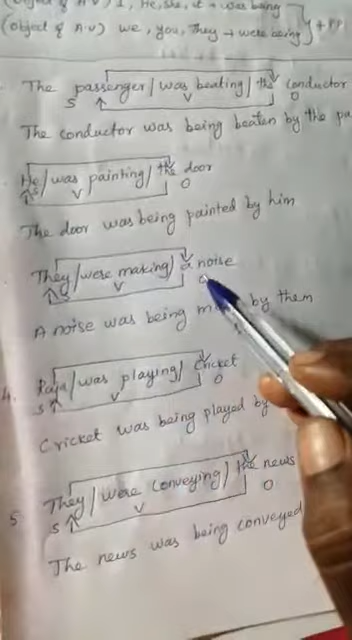 (object of A.V) I, He, she, it → was being
(object of A.V) we, you, They → were being } + PP
The passenger / was beating / the conductor
S V O
The conductor was being beaten by the pa
He / was painting / the door
S V O
The door was being painted by him
They / were making / a noise
S V O
A noise was being by them
4. Raja / was playing / Cricket
S V O
Cricket was being played by
5. They / were conveying / the news
S V O
The news was being conveyed